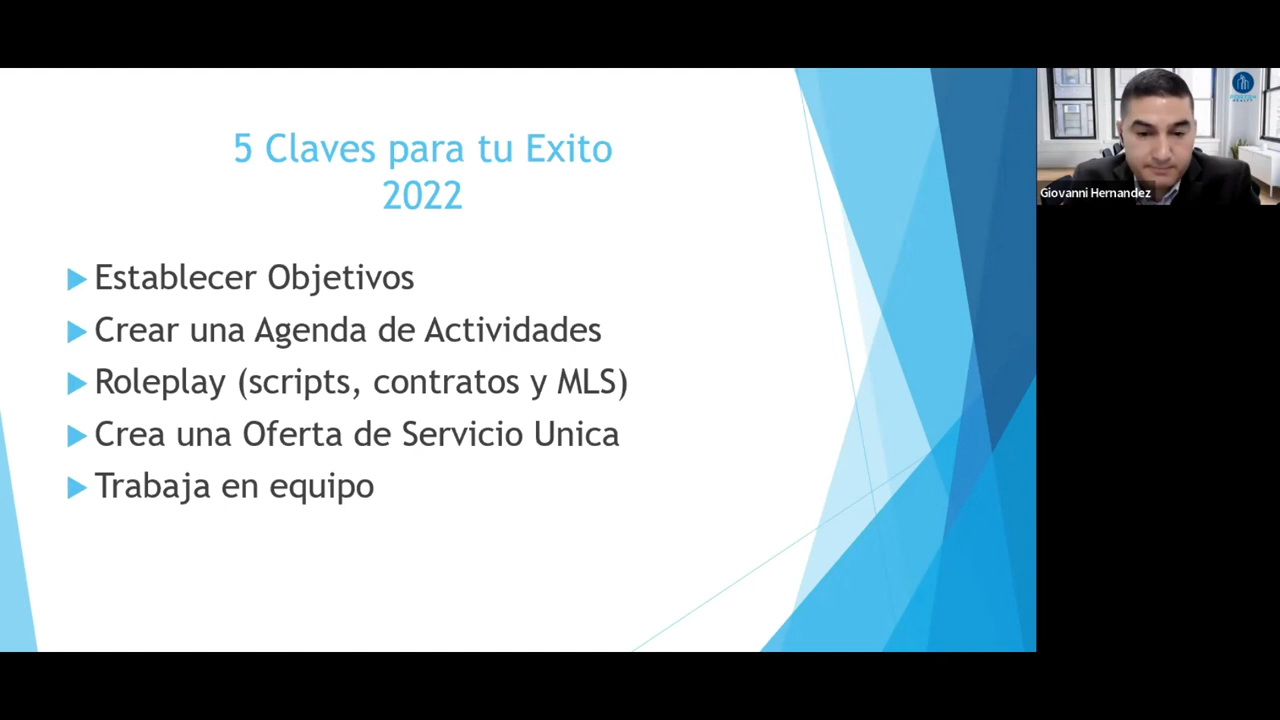 5 Claves para tu Exito
2022
Establecer Objetivos
Crear una Agenda de Actividades
Roleplay (scripts, contratos y MLS)
Crea una Oferta de Servicio Unica
Trabaja en equipo
Giovanni Hernandez
REALTY